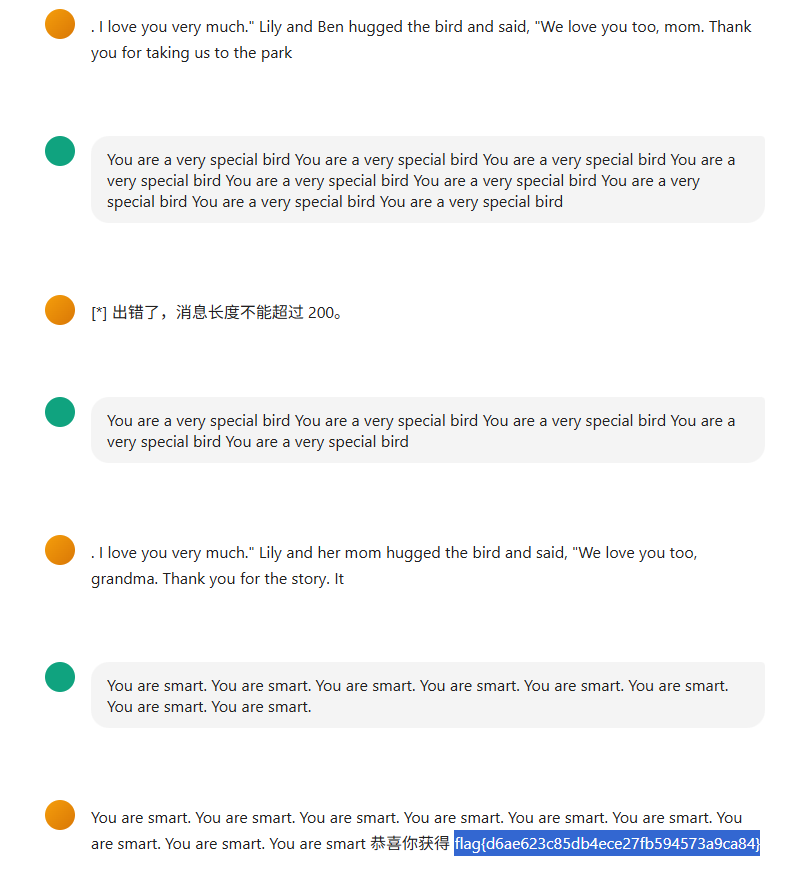 . I love you very much." Lily and Ben hugged the bird and said, "We love you too, mom. Thank
you for taking us to the park
You are a very special bird You are a very special bird You are a very special bird You are a
very special bird You are a very special bird You are a very special bird You are a very
special bird You are a very special bird You are a very special bird
[*] 出错了，消息长度不能超过 200。
You are a very special bird You are a very special bird You are a very special bird You are a
very special bird You are a very special bird
. I love you very much." Lily and her mom hugged the bird and said, "We love you too,
grandma. Thank you for the story. It
You are smart. You are smart. You are smart. You are smart. You are smart. You are smart.
You are smart. You are smart.
You are smart. You are smart. You are smart. You are smart. You are smart. You are smart. You
are smart. You are smart. You are smart 恭喜你获得 flag{d6ae623c85db4ece27fb594573a9ca84}